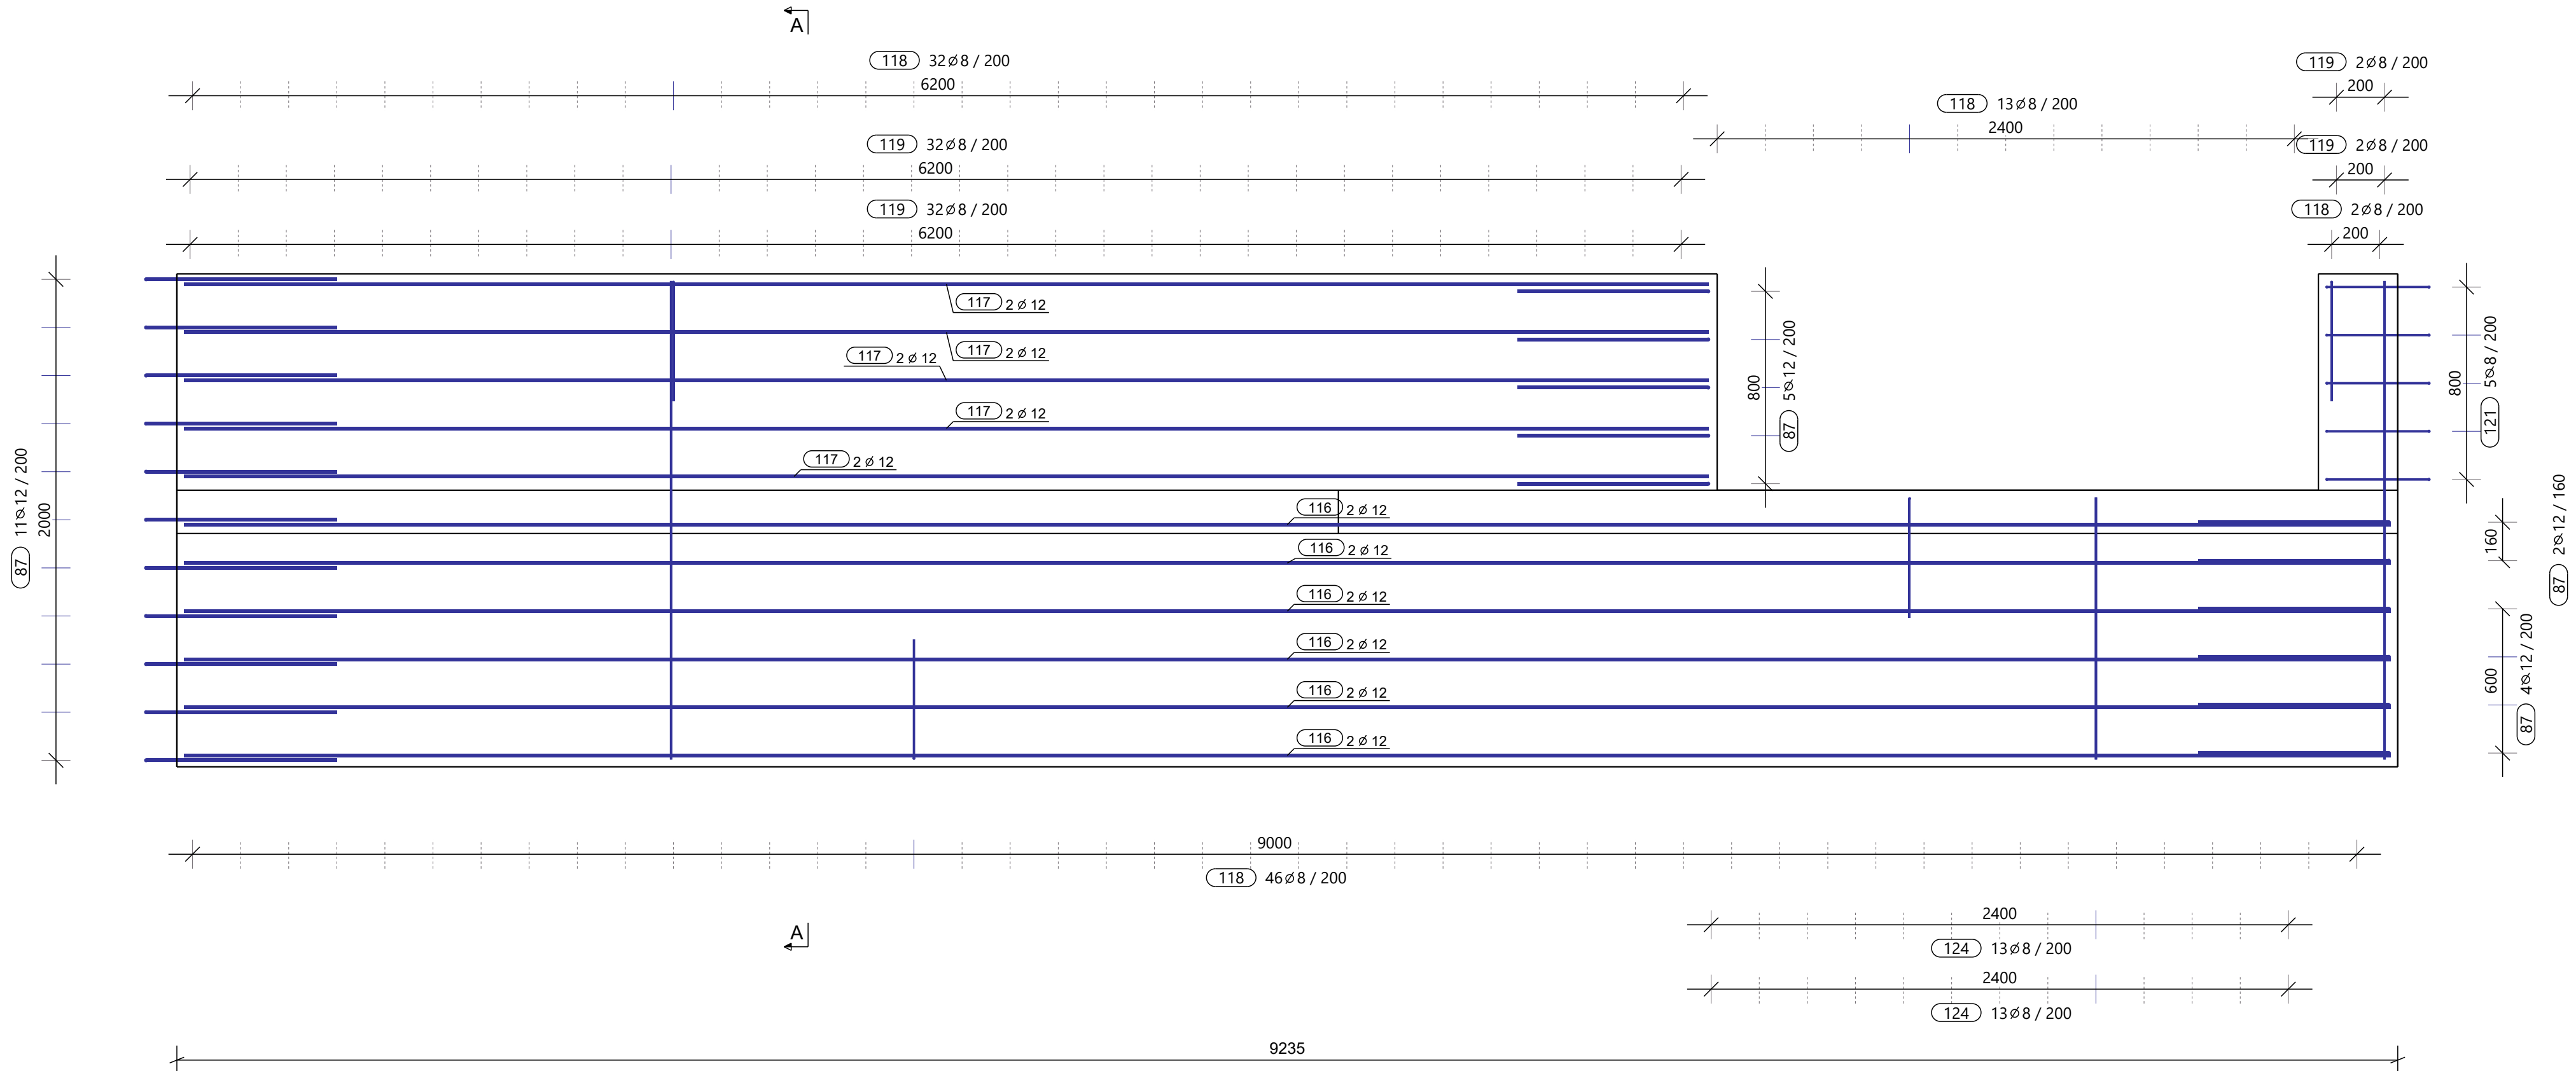 A
118 32⌀8 / 200
6200
119 2⌀8 / 200
200
118 13⌀8 / 200
2400
119 32⌀8 / 200
6200
119 2⌀8 / 200
200
119 32⌀8 / 200
6200
118 2⌀8 / 200
200
117 2 ⌀ 12
117 2 ⌀ 12
117 2 ⌀ 12
117 2 ⌀ 12
117 2 ⌀ 12
87 5⌀12 / 200
800
121 5⌀8 / 200
800
87 11⌀12 / 200
2000
116 2 ⌀ 12
116 2 ⌀ 12
116 2 ⌀ 12
116 2 ⌀ 12
116 2 ⌀ 12
116 2 ⌀ 12
160
87 2⌀12 / 160
600
87 4⌀12 / 200
9000
118 46⌀8 / 200
A
2400
124 13⌀8 / 200
2400
124 13⌀8 / 200
9235